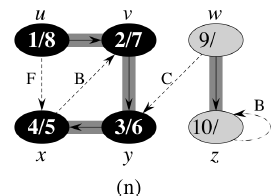 u v w
1/8 2/7 9/
F B C B
4/5 3/6 10/
x y z
(n)